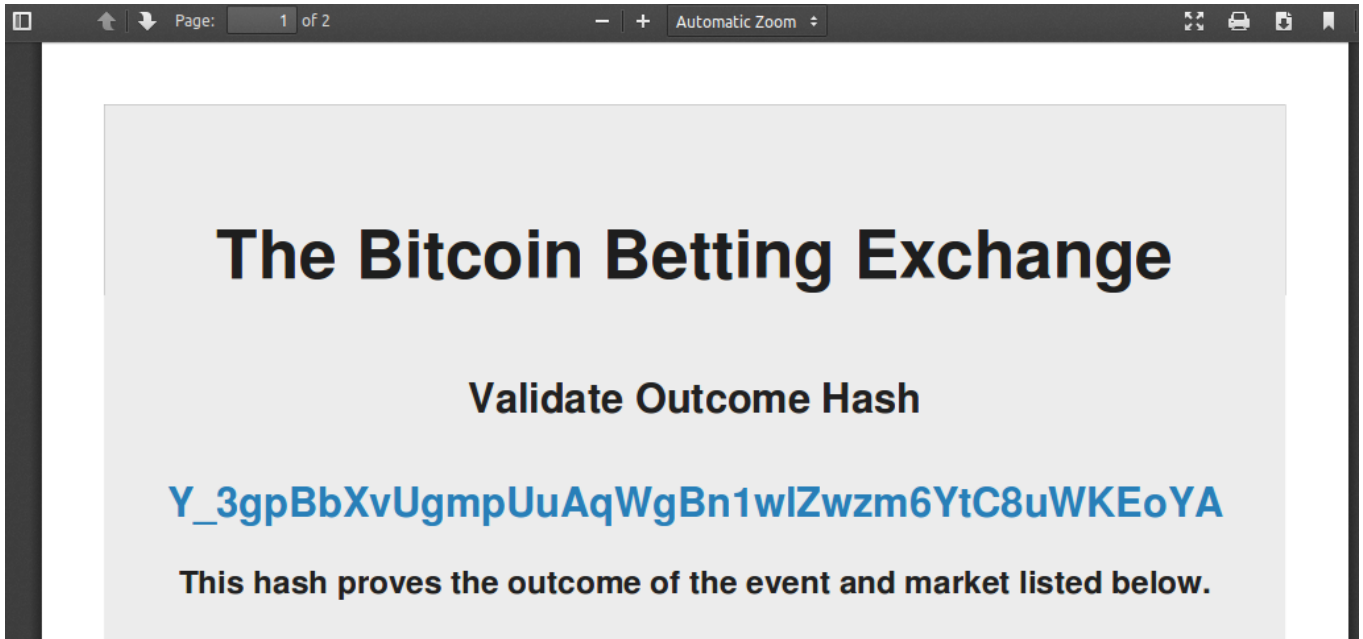 Page: 1 of 2 Automatic Zoom
The Bitcoin Betting Exchange
Validate Outcome Hash
Y_3gpBbXvUgmpUuAqWgBn1wlZwzm6YtC8uWKEoYA
This hash proves the outcome of the event and market listed below.